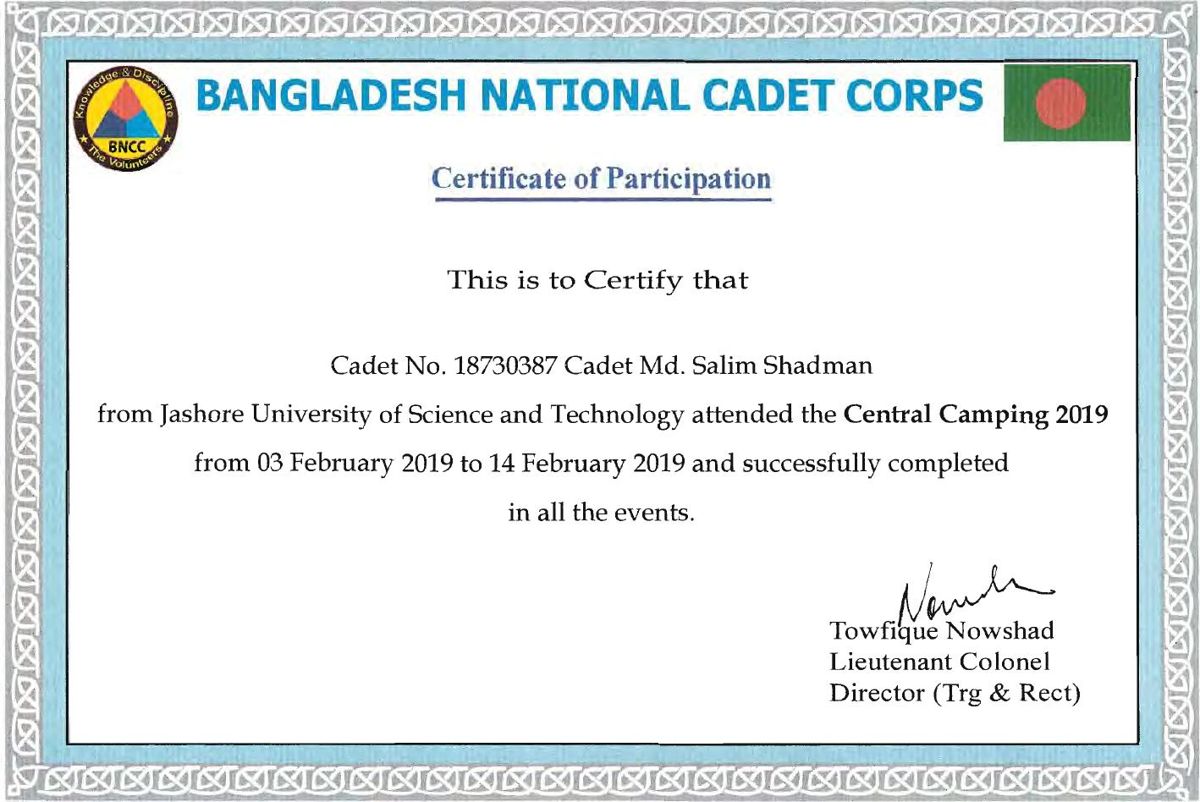 Knowledge & Discipline
BNCC
The Volunteers
BANGLADESH NATIONAL CADET CORPS
Certificate of Participation
This is to Certify that
Cadet No. 18730387 Cadet Md. Salim Shadman
from Jashore University of Science and Technology attended the Central Camping 2019
from 03 February 2019 to 14 February 2019 and successfully completed
in all the events.
Towfique Nowshad
Lieutenant Colonel
Director (Trg & Rect)